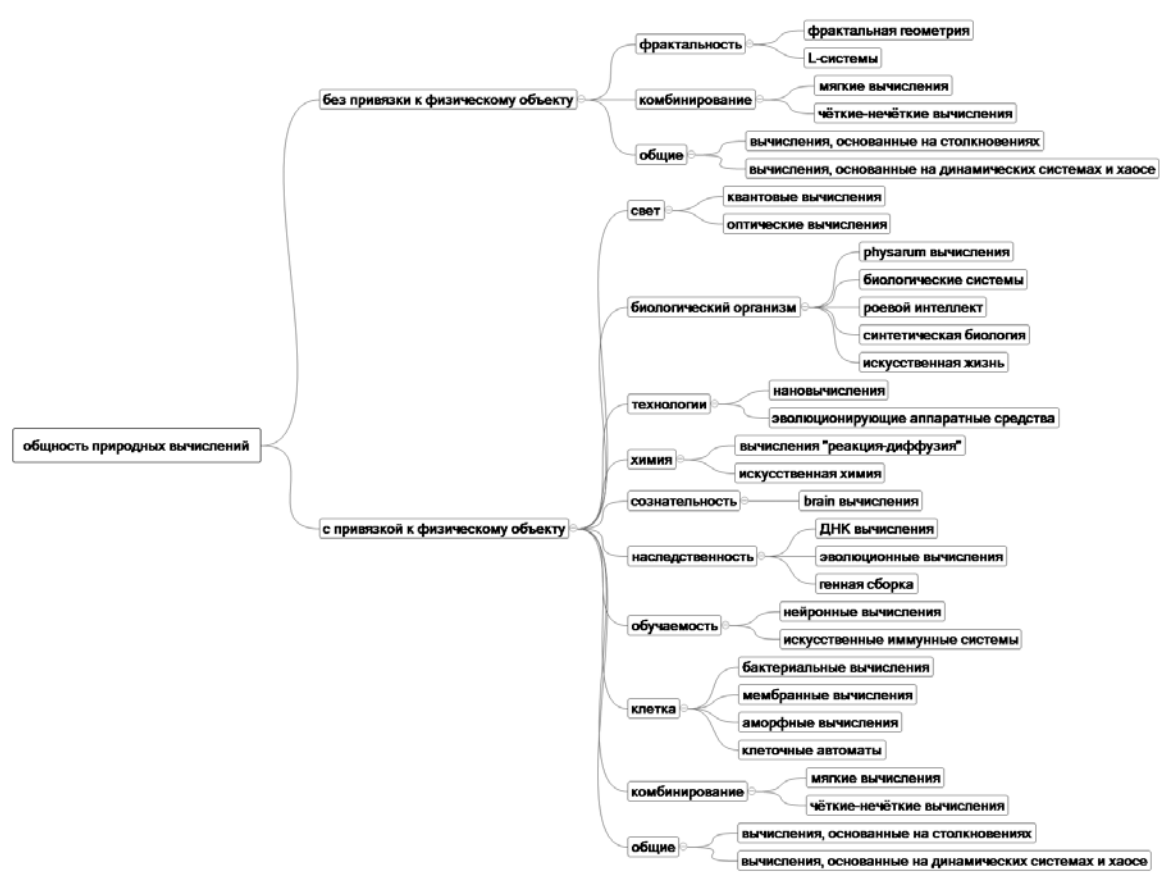 фрактальная геометрия
фрактальность
L-системы
мягкие вычисления
без привязки к физическому объекту
комбинирование
чёткие-нечёткие вычисления
вычисления, основанные на столкновениях
общие
вычисления, основанные на динамических системах и хаосе
квантовые вычисления
свет
оптические вычисления
physarum вычисления
биологические системы
биологический организм
роевой интеллект
синтетическая биология
искусственная жизнь
нановычисления
технологии
эволюционирующие аппаратные средства
общность природных вычислений
вычисления "реакция-диффузия"
химия
искусственная химия
сознательность
brain вычисления
с привязкой к физическому объекту
ДНК вычисления
наследственность
эволюционные вычисления
генная сборка
нейронные вычисления
обучаемость
искусственные иммунные системы
бактериальные вычисления
мембранные вычисления
клетка
аморфные вычисления
клеточные автоматы
мягкие вычисления
комбинирование
чёткие-нечёткие вычисления
вычисления, основанные на столкновениях
общие
вычисления, основанные на динамических системах и хаосе